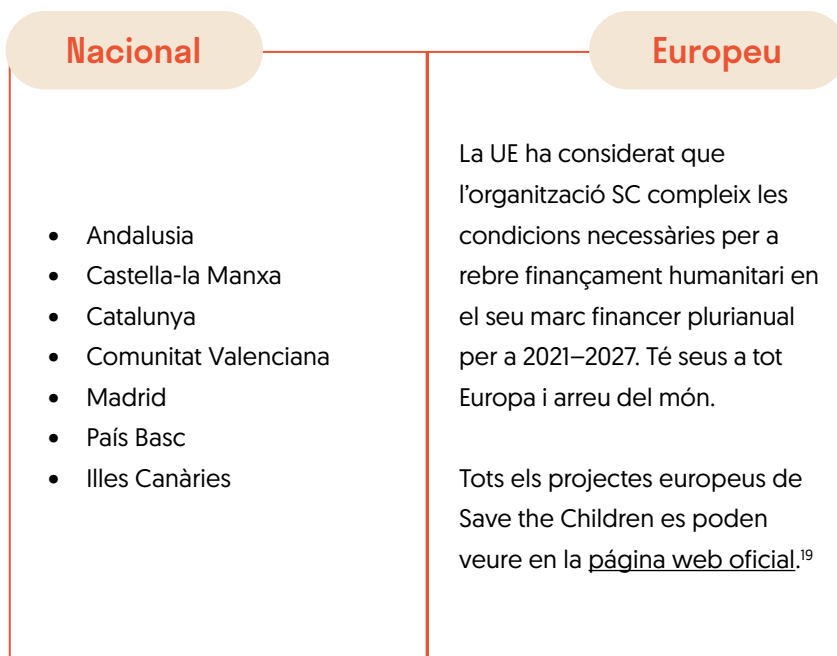 Nacional
Europeu
• Andalusia
• Castella-la Manxa
• Catalunya
• Comunitat Valenciana
• Madrid
• País Basc
• Illes Canàries
La UE ha considerat que
l’organització SC compleix les
condicions necessàries per a
rebre finançament humanitari en
el seu marc financer plurianual
per a 2021–2027. Té seus a tot
Europa i arreu del món.
Tots els projectes europeus de
Save the Children es poden
veure en la página web oficial.¹⁹